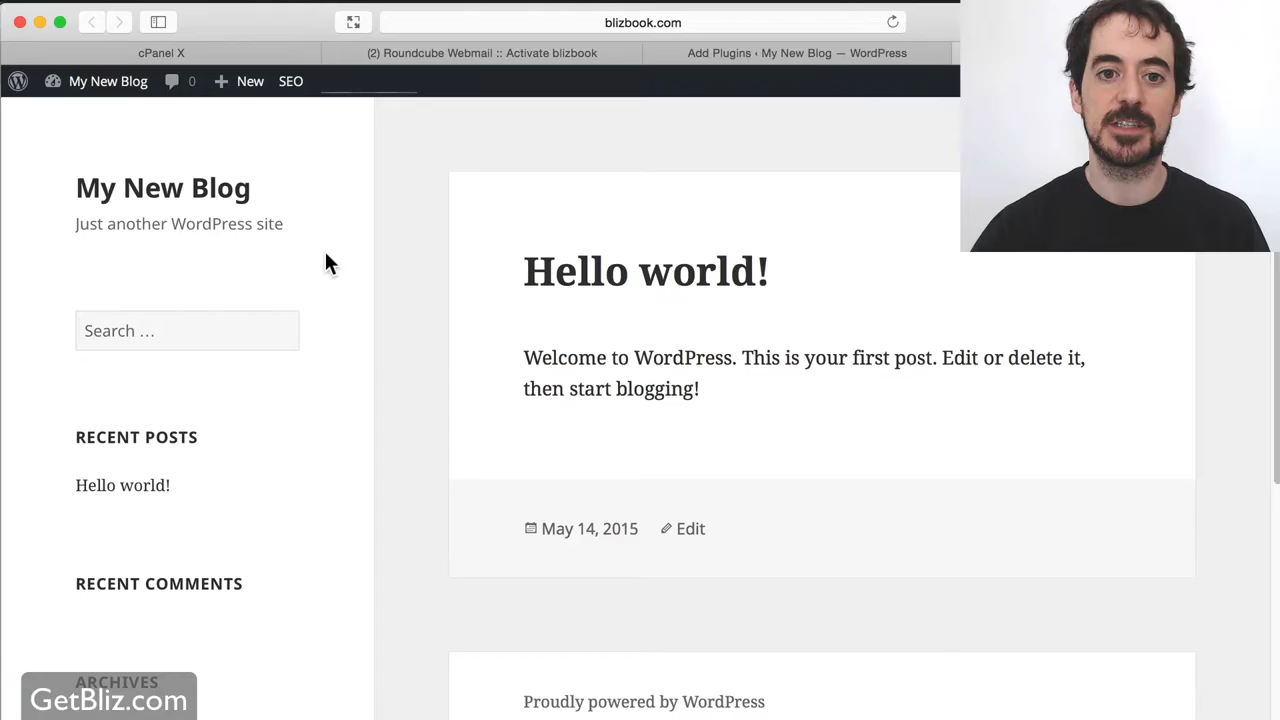 blizbook.com
cPanel X
(2) Roundcube Webmail :: Activate blizbook
Add Plugins ‹ My New Blog — WordPress
My New Blog
0
New
SEO
My New Blog
Just another WordPress site
Search …
RECENT POSTS
Hello world!
RECENT COMMENTS
ARCHIVES
Hello world!
Welcome to WordPress. This is your first post. Edit or delete it,
then start blogging!
May 14, 2015
Edit
Proudly powered by WordPress
GetBliz.com